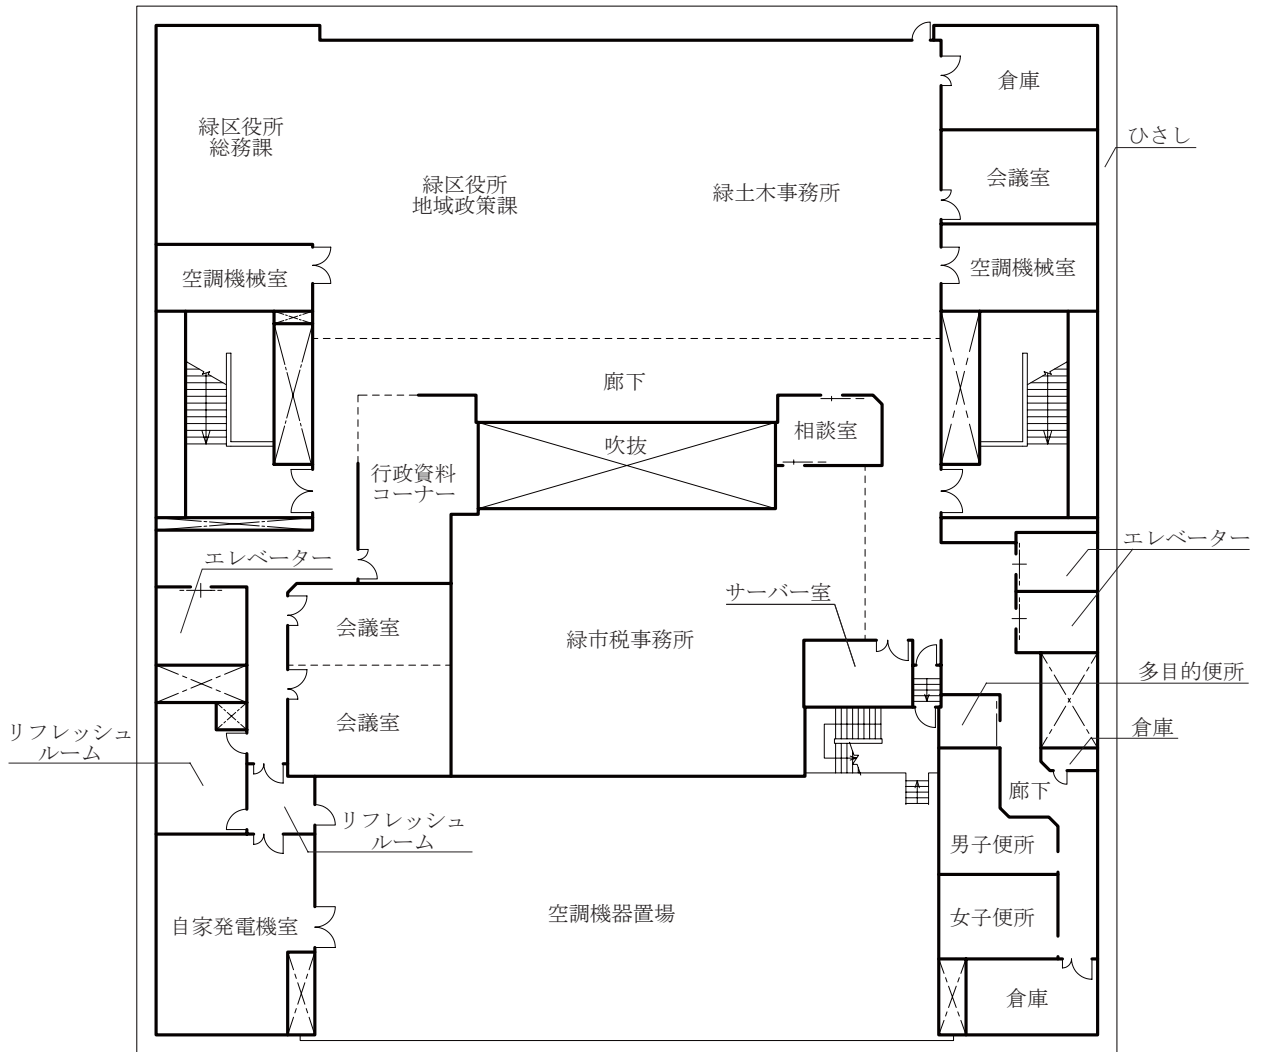 倉庫
緑区役所
総務課
ひさし
会議室
緑区役所
地域政策課
緑土木事務所
空調機械室
空調機械室
廊下
相談室
吹抜
行政資料
コーナー
エレベーター
エレベーター
サーバー室
会議室
緑市税事務所
多目的便所
会議室
倉庫
リフレッシュ
ルーム
廊下
リフレッシュ
ルーム
男子便所
空調機器置場
女子便所
自家発電機室
倉庫